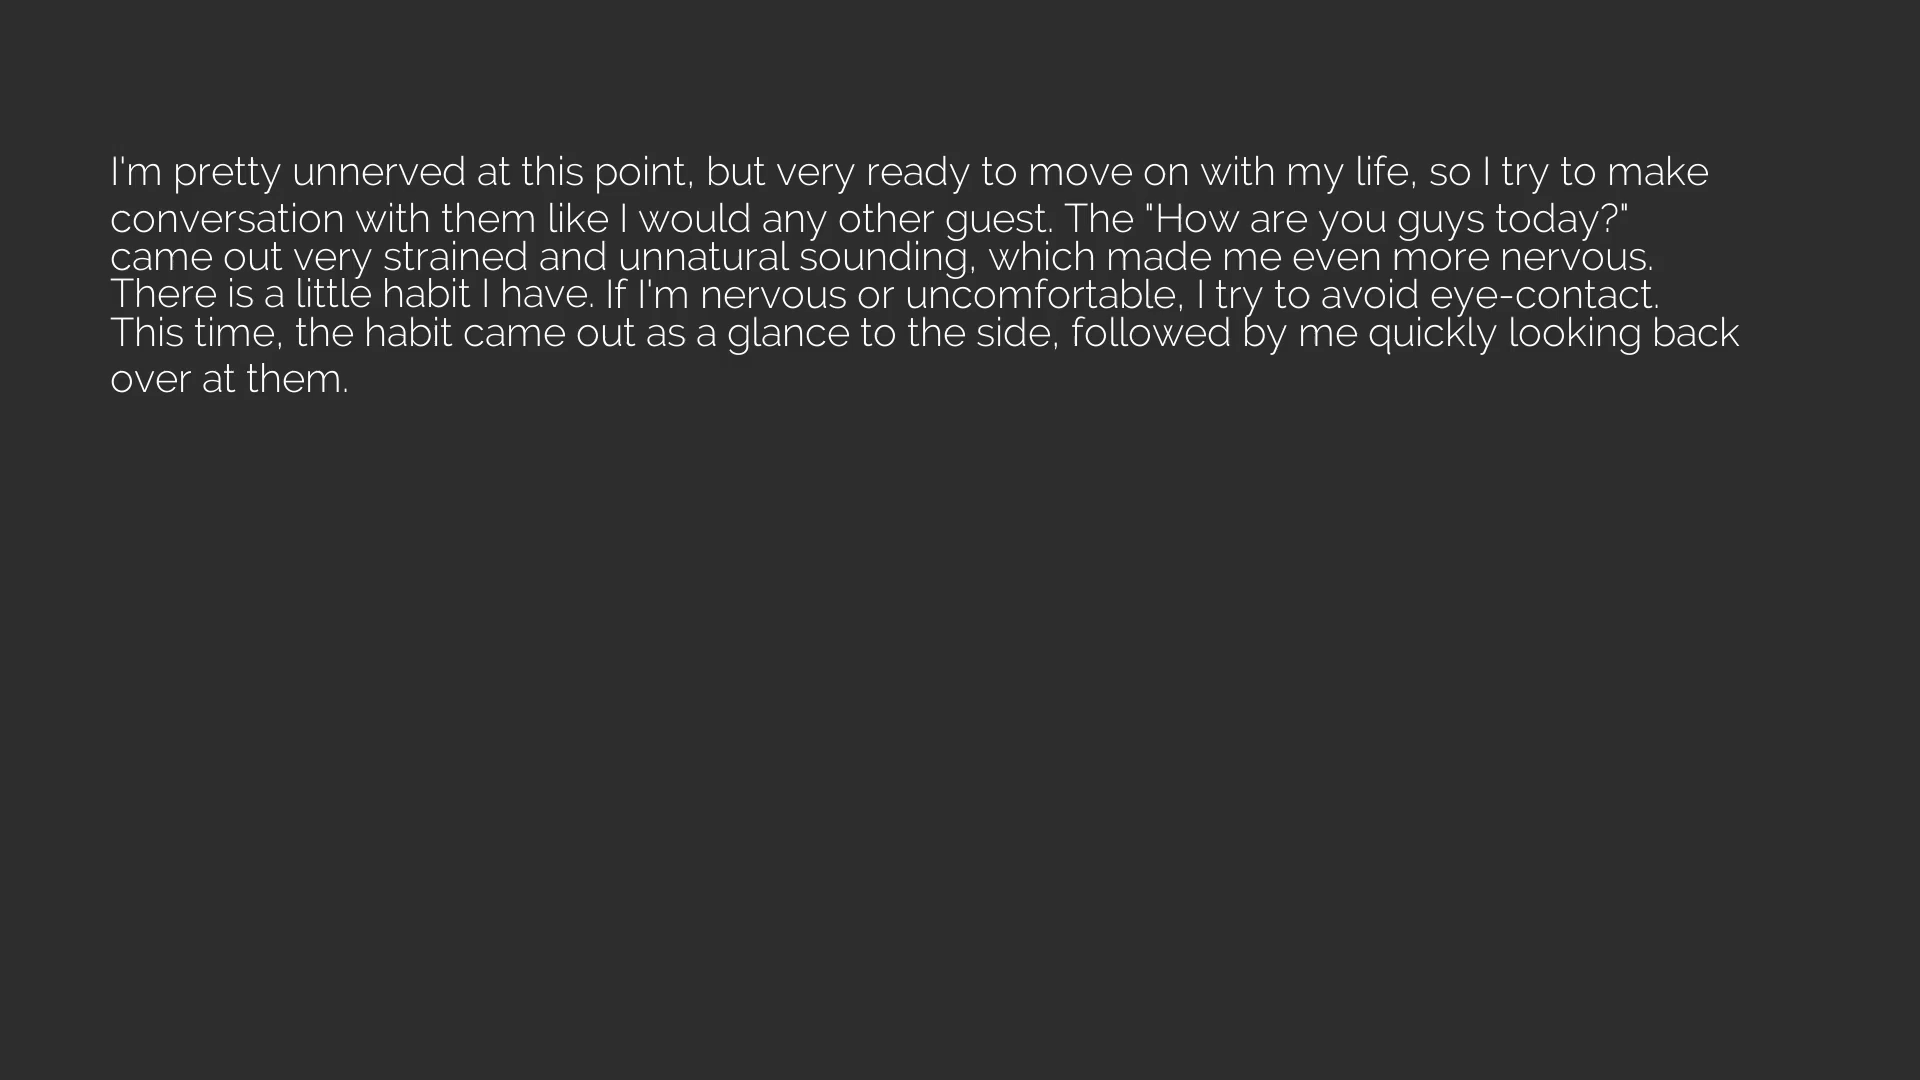 I'm pretty unnerved at this point, but very ready to move on with my life, so I try to make
conversation with them like I would any other guest. The "How are you guys today?"
came out very strained and unnatural sounding, which made me even more nervous.
There is a little habit I have. If I'm nervous or uncomfortable, I try to avoid eye-contact.
This time, the habit came out as a glance to the side, followed by me quickly looking back
over at them.